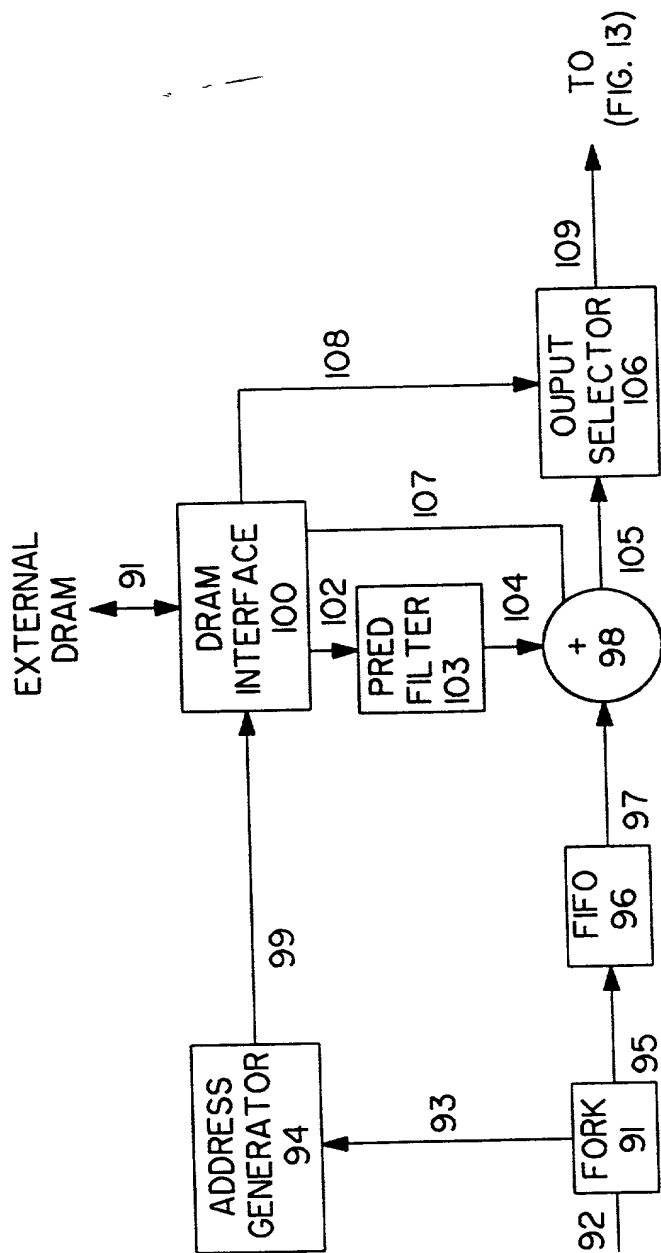 EXTERNAL
DRAM
91
ADDRESS
GENERATOR
94
99
DRAM
INTERFACE
100
108
93
102
107
PRED
FILTER
103
104
92
FORK
91
95
FIFO
96
97
+
98
105
OUPUT
SELECTOR
106
109
TO
(FIG. 13)